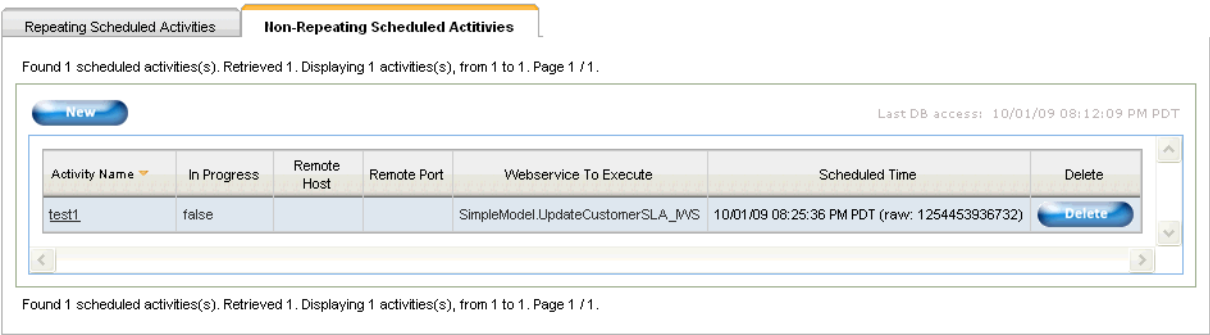 Repeating Scheduled Activities Non-Repeating Scheduled Actitivies
Found 1 scheduled activities(s). Retrieved 1. Displaying 1 activities(s), from 1 to 1. Page 1 / 1.
New Last DB access: 10/01/09 08:12:09 PM PDT
Activity Name In Progress Remote Host Remote Port Webservice To Execute Scheduled Time Delete
test1 false SimpleModel.UpdateCustomerSLA_IWS 10/01/09 08:25:36 PM PDT (raw: 1254453936732) Delete
Found 1 scheduled activities(s). Retrieved 1. Displaying 1 activities(s), from 1 to 1. Page 1 / 1.